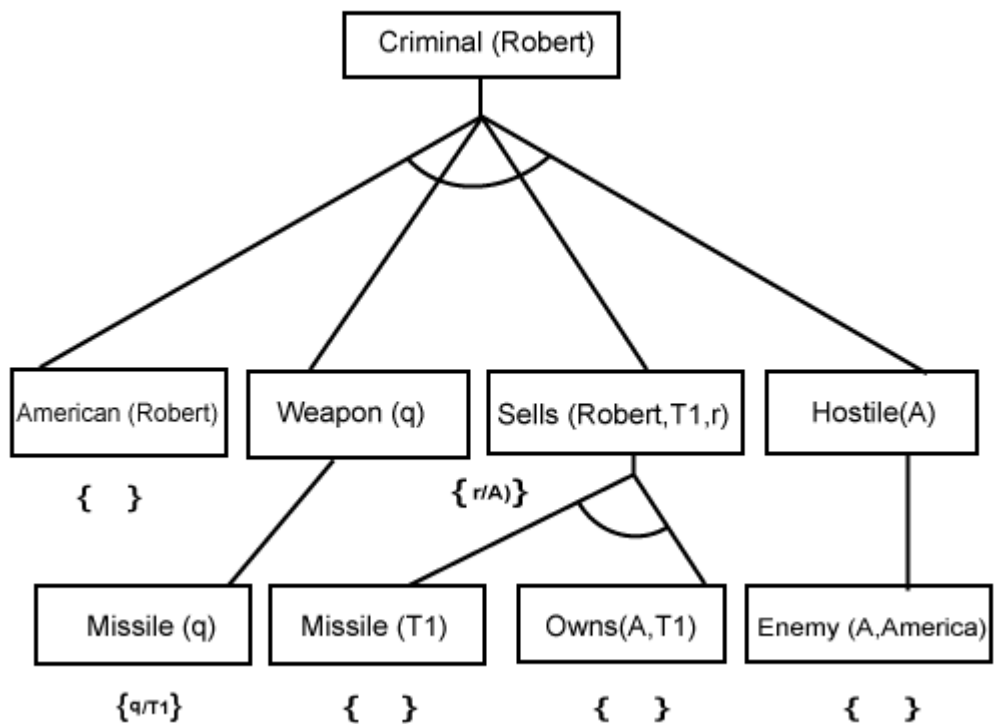 Criminal (Robert)
American (Robert)
Weapon (q)
Sells (Robert,T1,r)
Hostile(A)
{ }
{ r/A)}
Missile (q)
Missile (T1)
Owns(A,T1)
Enemy (A,America)
{q/T1}
{ }
{ }
{ }